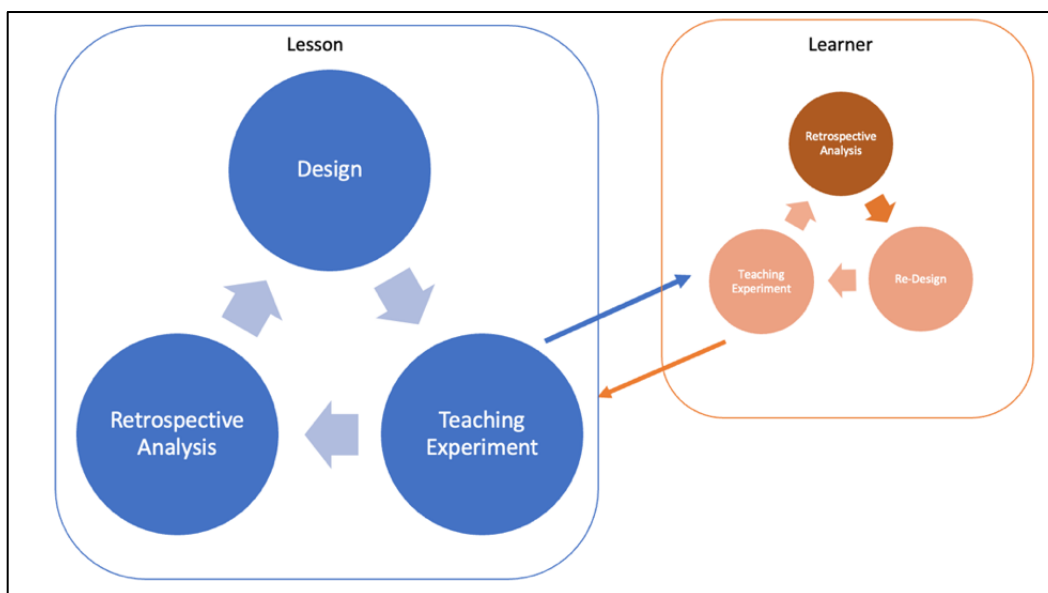 Lesson
Design
Retrospective
Analysis
Teaching
Experiment
Learner
Retrospective
Analysis
Teaching
Experiment
Re-Design